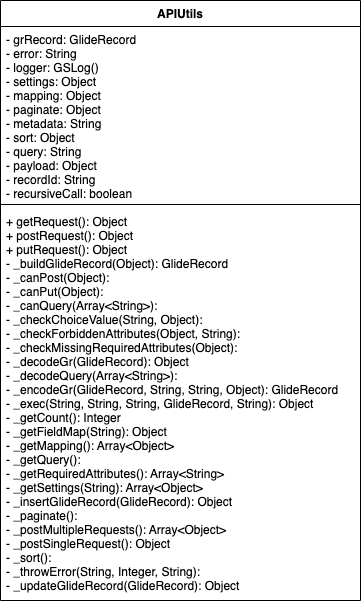 APIUtils
- grRecord: GlideRecord
- error: String
- logger: GSLog()
- settings: Object
- mapping: Object
- paginate: Object
- metadata: String
- sort: Object
- query: String
- payload: Object
- recordId: String
- recursiveCall: boolean
+ getRequest(): Object
+ postRequest(): Object
+ putRequest(): Object
- _buildGlideRecord(Object): GlideRecord
- _canPost(Object):
- _canPut(Object):
- _canQuery(Array<String>):
- _checkChoiceValue(String, Object):
- _checkForbiddenAttributes(Object, String):
- _checkMissingRequiredAttributes(Object):
- _decodeGr(GlideRecord): Object
- _decodeQuery(Array<String>):
- _encodeGr(GlideRecord, String, String, Object): GlideRecord
- _exec(String, String, String, GlideRecord, String): Object
- _getCount(): Integer
- _getFieldMap(String): Object
- _getMapping(): Array<Object>
- _getQuery():
- _getRequiredAttributes(): Array<String>
- _getSettings(String): Array<Object>
- _insertGlideRecord(GlideRecord): Object
- _paginate():
- _postMultipleRequests(): Array<Object>
- _postSingleRequest(): Object
- _sort():
- _throwError(String, Integer, String):
- _updateGlideRecord(GlideRecord): Object